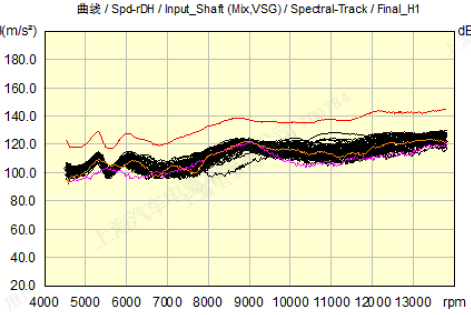 曲线 / Spd-rDH / Input_Shaft (Mix,VSG) / Spectral-Track / Final_H1
(m/s²)
dB
180.0
160.0
140.0
120.0
100.0
80.0
60.0
40.0
20.0
4000 5000 6000 7000 8000 9000 10000 11000 12000 13000 rpm